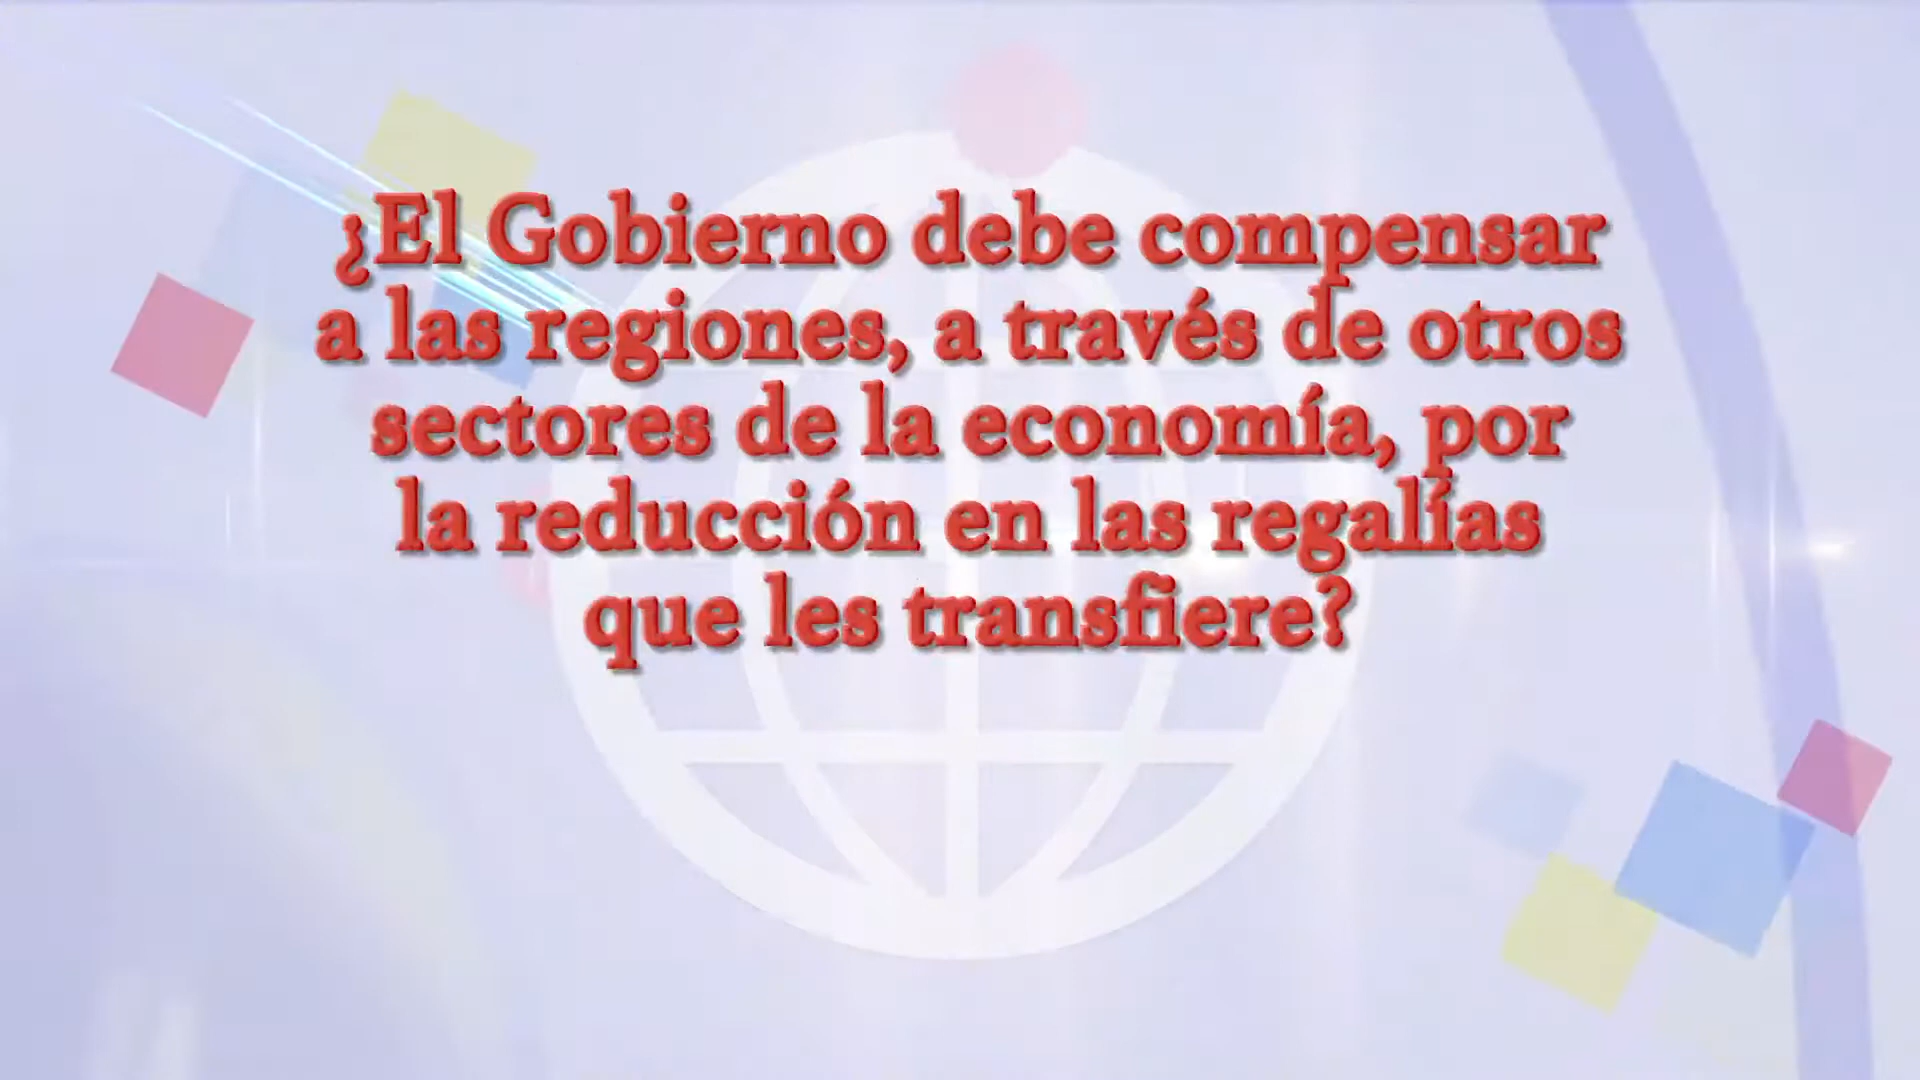 ¿El Gobierno debe compensar
a las regiones, a través de otros
sectores de la economía, por
la reducción en las regalías
que les transfiere?